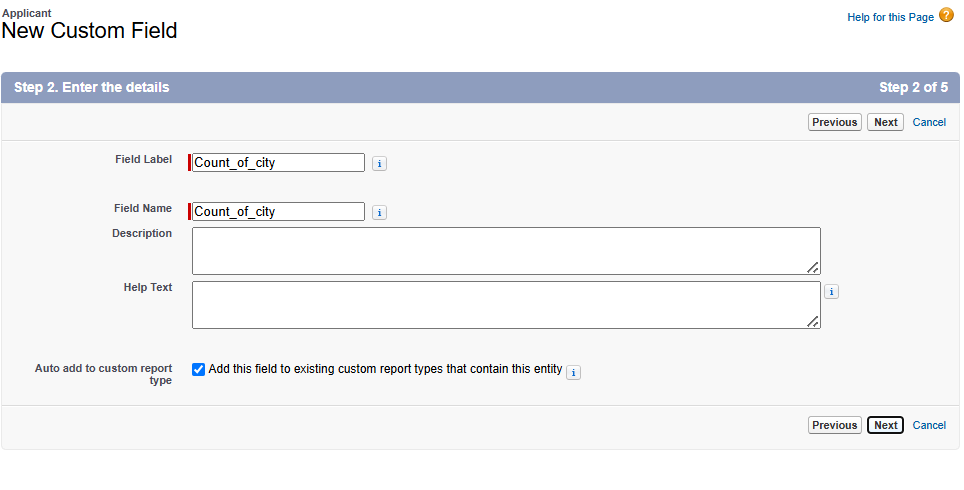 Applicant
New Custom Field
Help for this Page ?
Step 2. Enter the details Step 2 of 5
Previous Next Cancel
Field Label Count_of_city i
Field Name Count_of_city i
Description
Help Text i
Auto add to custom report type
Add this field to existing custom report types that contain this entity i
Previous Next Cancel